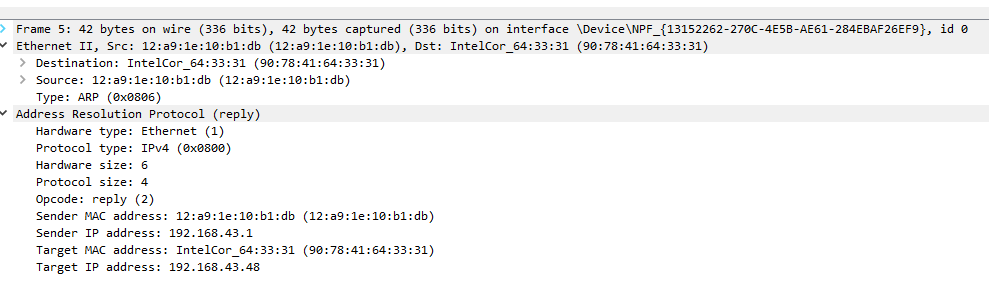 Frame 5: 42 bytes on wire (336 bits), 42 bytes captured (336 bits) on interface \Device\NPF_{13152262-270C-4E5B-AE61-284EBAF26EF9}, id 0
Ethernet II, Src: 12:a9:1e:10:b1:db (12:a9:1e:10:b1:db), Dst: IntelCor_64:33:31 (90:78:41:64:33:31)
Destination: IntelCor_64:33:31 (90:78:41:64:33:31)
Source: 12:a9:1e:10:b1:db (12:a9:1e:10:b1:db)
Type: ARP (0x0806)
Address Resolution Protocol (reply)
Hardware type: Ethernet (1)
Protocol type: IPv4 (0x0800)
Hardware size: 6
Protocol size: 4
Opcode: reply (2)
Sender MAC address: 12:a9:1e:10:b1:db (12:a9:1e:10:b1:db)
Sender IP address: 192.168.43.1
Target MAC address: IntelCor_64:33:31 (90:78:41:64:33:31)
Target IP address: 192.168.43.48